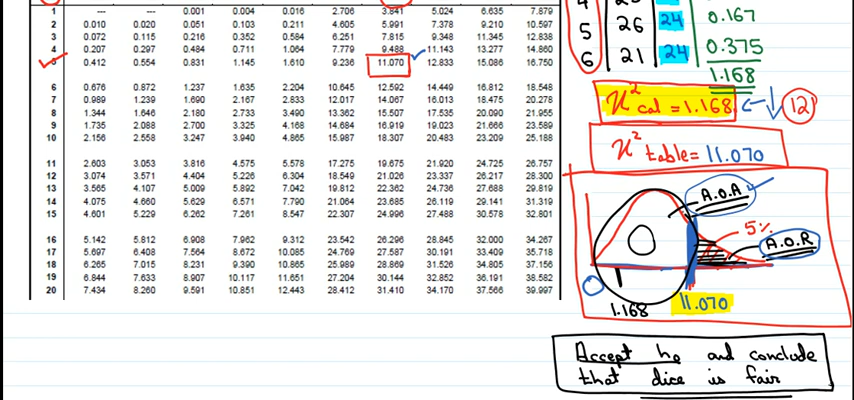 1 --- --- 0.001 0.004 0.016 2.706 3.841 5.024 6.635 7.879
2 0.010 0.020 0.051 0.103 0.211 4.605 5.991 7.378 9.210 10.597
3 0.072 0.115 0.216 0.352 0.584 6.251 7.815 9.348 11.345 12.838
4 0.207 0.297 0.484 0.711 1.064 7.779 9.488 11.143 13.277 14.860
5 0.412 0.554 0.831 1.145 1.610 9.236 11.070 12.833 15.086 16.750
6 0.676 0.872 1.237 1.635 2.204 10.645 12.592 14.449 16.812 18.548
7 0.989 1.239 1.690 2.167 2.833 12.017 14.067 16.013 18.475 20.278
8 1.344 1.646 2.180 2.733 3.490 13.362 15.507 17.535 20.090 21.955
9 1.735 2.088 2.700 3.325 4.168 14.684 16.919 19.023 21.666 23.589
10 2.156 2.558 3.247 3.940 4.865 15.987 18.307 20.483 23.209 25.188
11 2.603 3.053 3.816 4.575 5.578 17.275 19.675 21.920 24.725 26.757
12 3.074 3.571 4.404 5.226 6.304 18.549 21.026 23.337 26.217 28.300
13 3.565 4.107 5.009 5.892 7.042 19.812 22.362 24.736 27.688 29.819
14 4.075 4.660 5.629 6.571 7.790 21.064 23.685 26.119 29.141 31.319
15 4.601 5.229 6.262 7.261 8.547 22.307 24.996 27.488 30.578 32.801
16 5.142 5.812 6.908 7.962 9.312 23.542 26.296 28.845 32.000 34.267
17 5.697 6.408 7.564 8.672 10.085 24.769 27.587 30.191 33.409 35.718
18 6.265 7.015 8.231 9.390 10.865 25.989 28.869 31.526 34.805 37.156
19 6.844 7.633 8.907 10.117 11.651 27.204 30.144 32.852 36.191 38.582
20 7.434 8.260 9.591 10.851 12.443 28.412 31.410 34.170 37.566 39.997
5 26 24 0.167
6 21 24 0.375
1.168
x² cal = 1.168 12
x² table = 11.070
A.O.A
5%
A.O.R
1.168 11.070
Accept ho and conclude
that dice is fair